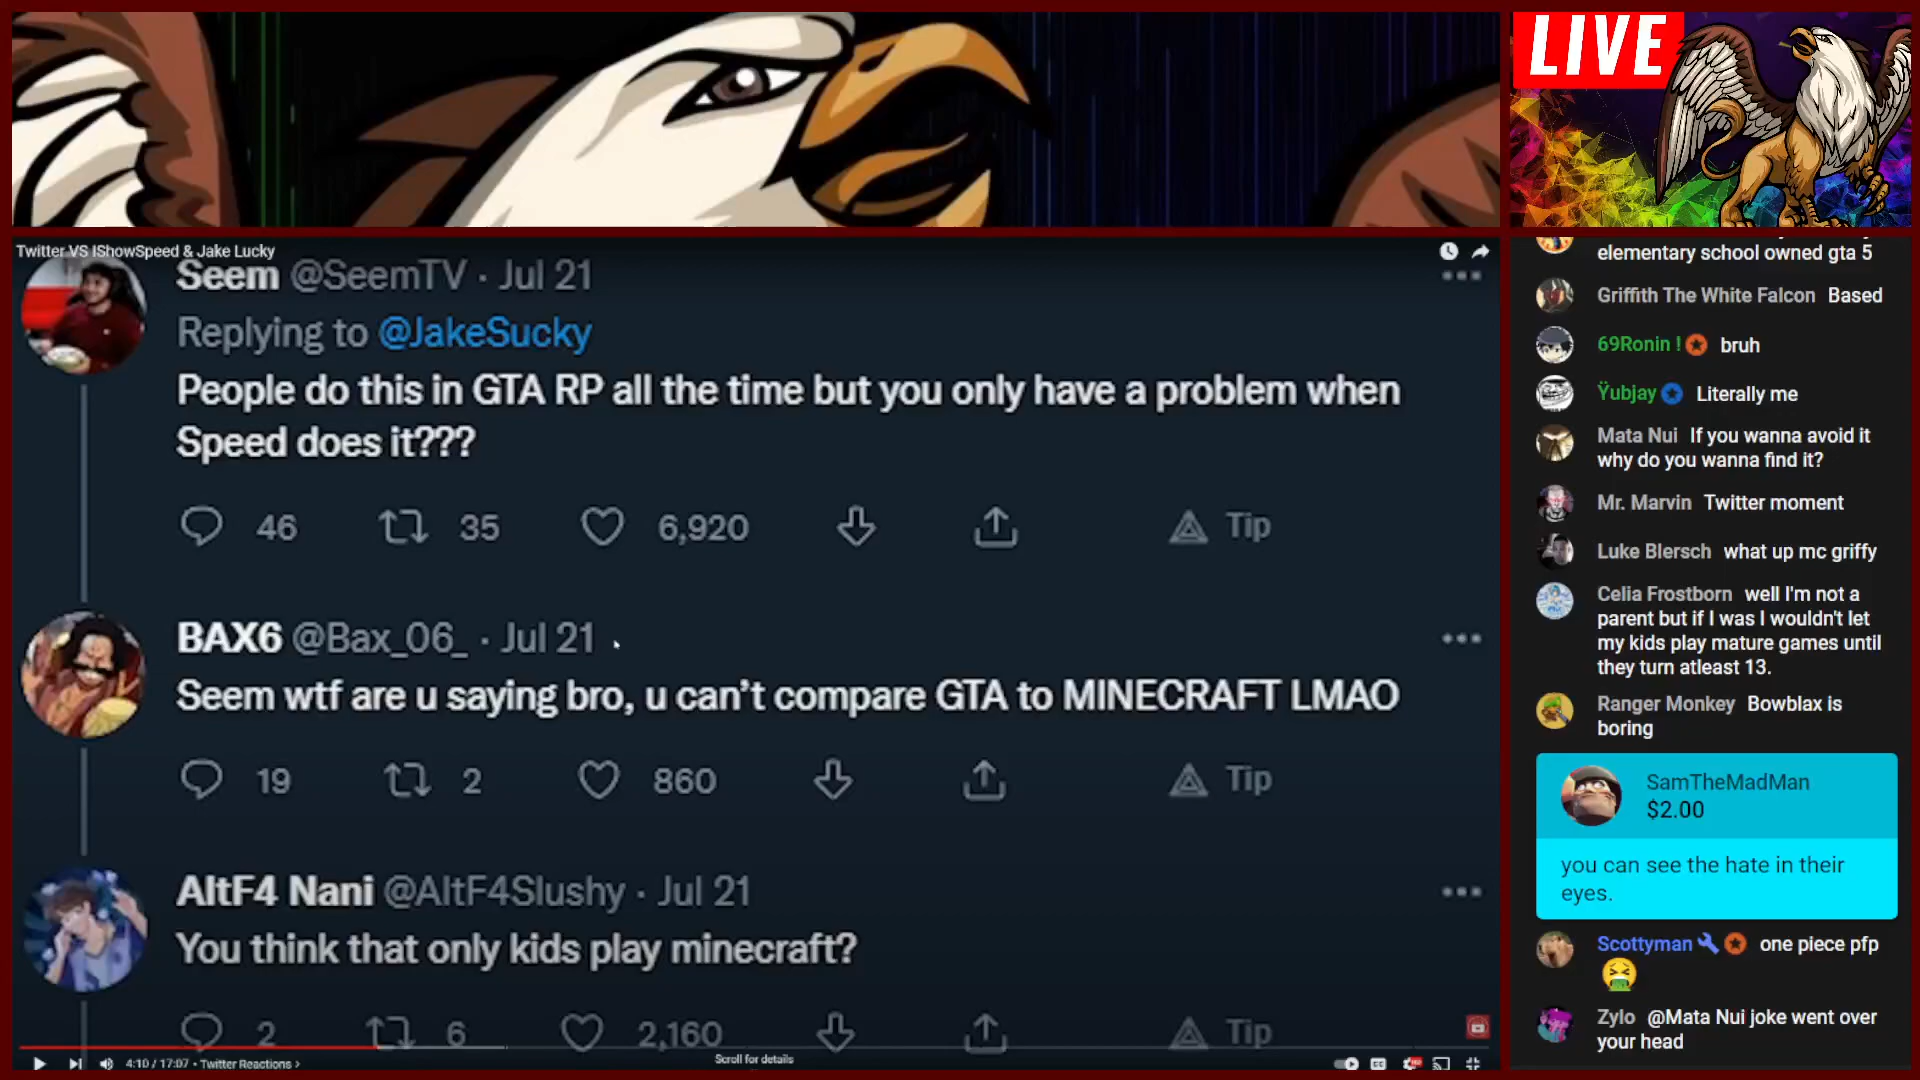 LIVE
Twitter VS IShowSpeed & Jake Lucky
Seem @SeemTV · Jul 21
Replying to @JakeSucky
People do this in GTA RP all the time but you only have a problem when
Speed does it???
46 35 6,920 Tip
BAX6 @Bax_06_ · Jul 21
Seem wtf are u saying bro, u can't compare GTA to MINECRAFT LMAO
19 2 860 Tip
AltF4 Nani @AltF4Slushy · Jul 21
You think that only kids play minecraft?
2 6 2,160 Tip
4:10 / 17:07 • Twitter Reactions >
Scroll for details
elementary school owned gta 5
Griffith The White Falcon Based
69Ronin ! bruh
Ÿubjay Literally me
Mata Nui If you wanna avoid it
why do you wanna find it?
Mr. Marvin Twitter moment
Luke Blersch what up mc griffy
Celia Frostborn well I'm not a
parent but if I was I wouldn't let
my kids play mature games until
they turn atleast 13.
Ranger Monkey Bowblax is
boring
SamTheMadMan
$2.00
you can see the hate in their
eyes.
Scottyman one piece pfp
Zylo @Mata Nui joke went over
your head